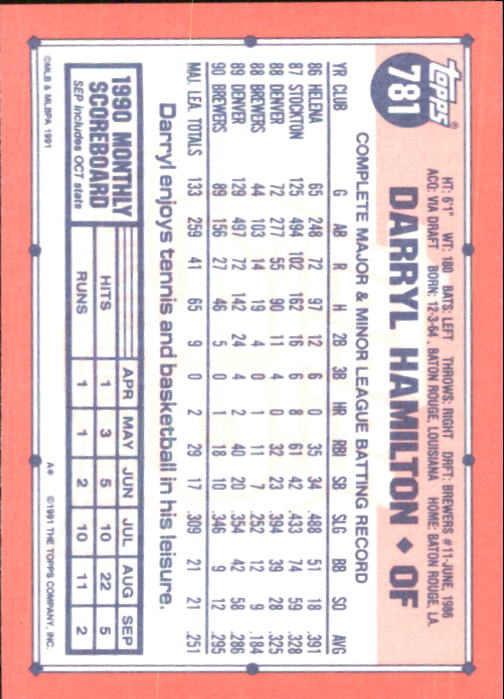 topps®
781
HT: 6'1" WT: 180 BATS: LEFT THROWS: RIGHT DRFT: BREWERS #11-JUNE, 1986
ACQ: VIA DRAFT BORN: 12-3-64, BATON ROUGE, LOUISIANA HOME: BATON ROUGE, LA.
DARRYL HAMILTON ◆ OF
COMPLETE MAJOR & MINOR LEAGUE BATTING RECORD
YR CLUB G AB R H 2B 3B HR RBI SB SLG BB SO AVG
86 HELENA 65 248 72 97 12 6 0 35 34 .488 51 18 .391
87 STOCKTON 125 494 102 162 16 6 8 61 42 .433 74 59 .328
88 DENVER 72 277 55 90 11 4 0 32 23 .394 39 28 .325
88 BREWERS 44 103 14 19 4 0 1 11 7 .252 12 9 .184
89 DENVER 129 497 72 142 24 4 2 40 20 .354 42 58 .286
90 BREWERS 89 156 27 46 5 0 1 18 10 .346 9 12 .295
MAJ. LEA. TOTALS 133 259 41 65 9 0 2 29 17 .309 21 21 .251
Darryl enjoys tennis and basketball in his leisure.
1990 MONTHLY
SCOREBOARD
SEP includes OCT stats
APR MAY JUN JUL AUG SEP
HITS 1 3 5 10 22 5
RUNS 1 1 2 10 11 2
©MLB & MLBPA 1991
A* ©1991 THE TOPPS COMPANY, INC.